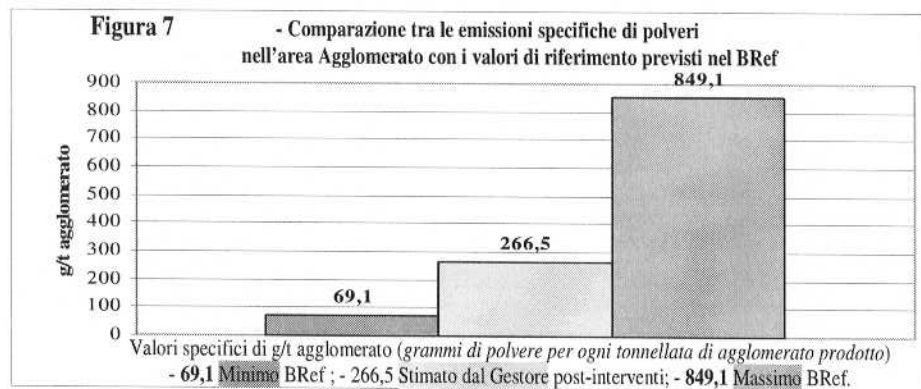 Figura 7 - Comparazione tra le emissioni specifiche di polveri
nell'area Agglomerato con i valori di riferimento previsti nel BRef
g/t agglomerato
900
800
700
600
500
400
300
200
100
0
69,1
266,5
849,1
Valori specifici di g/t agglomerato (grammi di polvere per ogni tonnellata di agglomerato prodotto)
- 69,1 Minimo BRef ; - 266,5 Stimato dal Gestore post-interventi; - 849,1 Massimo BRef.